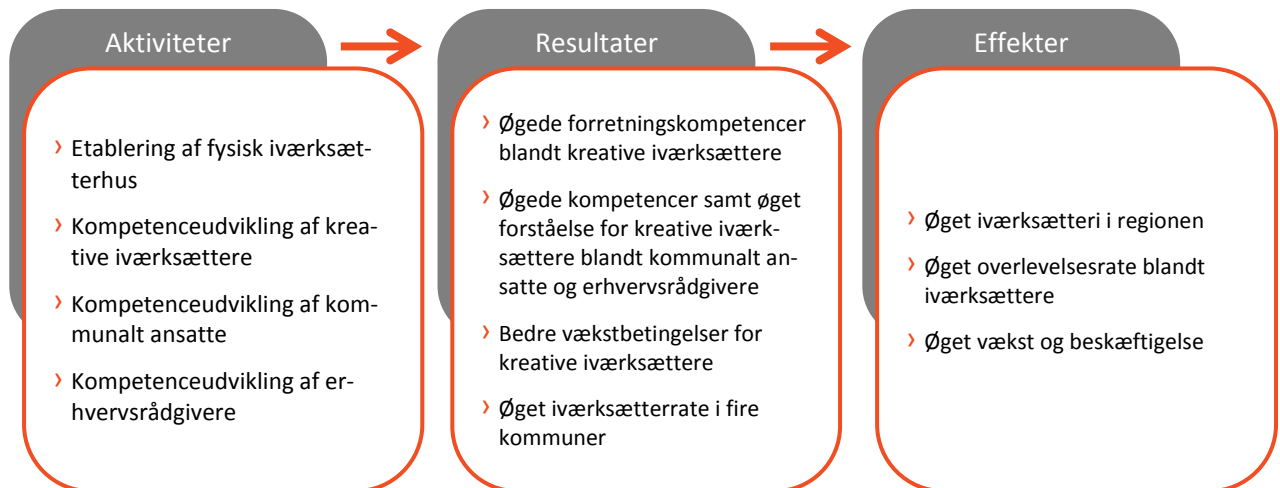 Aktiviteter
› Etablering af fysisk iværksæt-
terhus
› Kompetenceudvikling af krea-
tive iværksættere
› Kompetenceudvikling af kom-
munalt ansatte
› Kompetenceudvikling af er-
hvervsrådgivere
Resultater
› Øgede forretningskompetencer
blandt kreative iværksættere
› Øgede kompetencer samt øget
forståelse for kreative iværk-
sættere blandt kommunalt an-
satte og erhvervsrådgivere
› Bedre vækstbetingelser for
kreative iværksættere
› Øget iværksætterrate i fire
kommuner
Effekter
› Øget iværksætteri i regionen
› Øget overlevelsesrate blandt
iværksættere
› Øget vækst og beskæftigelse